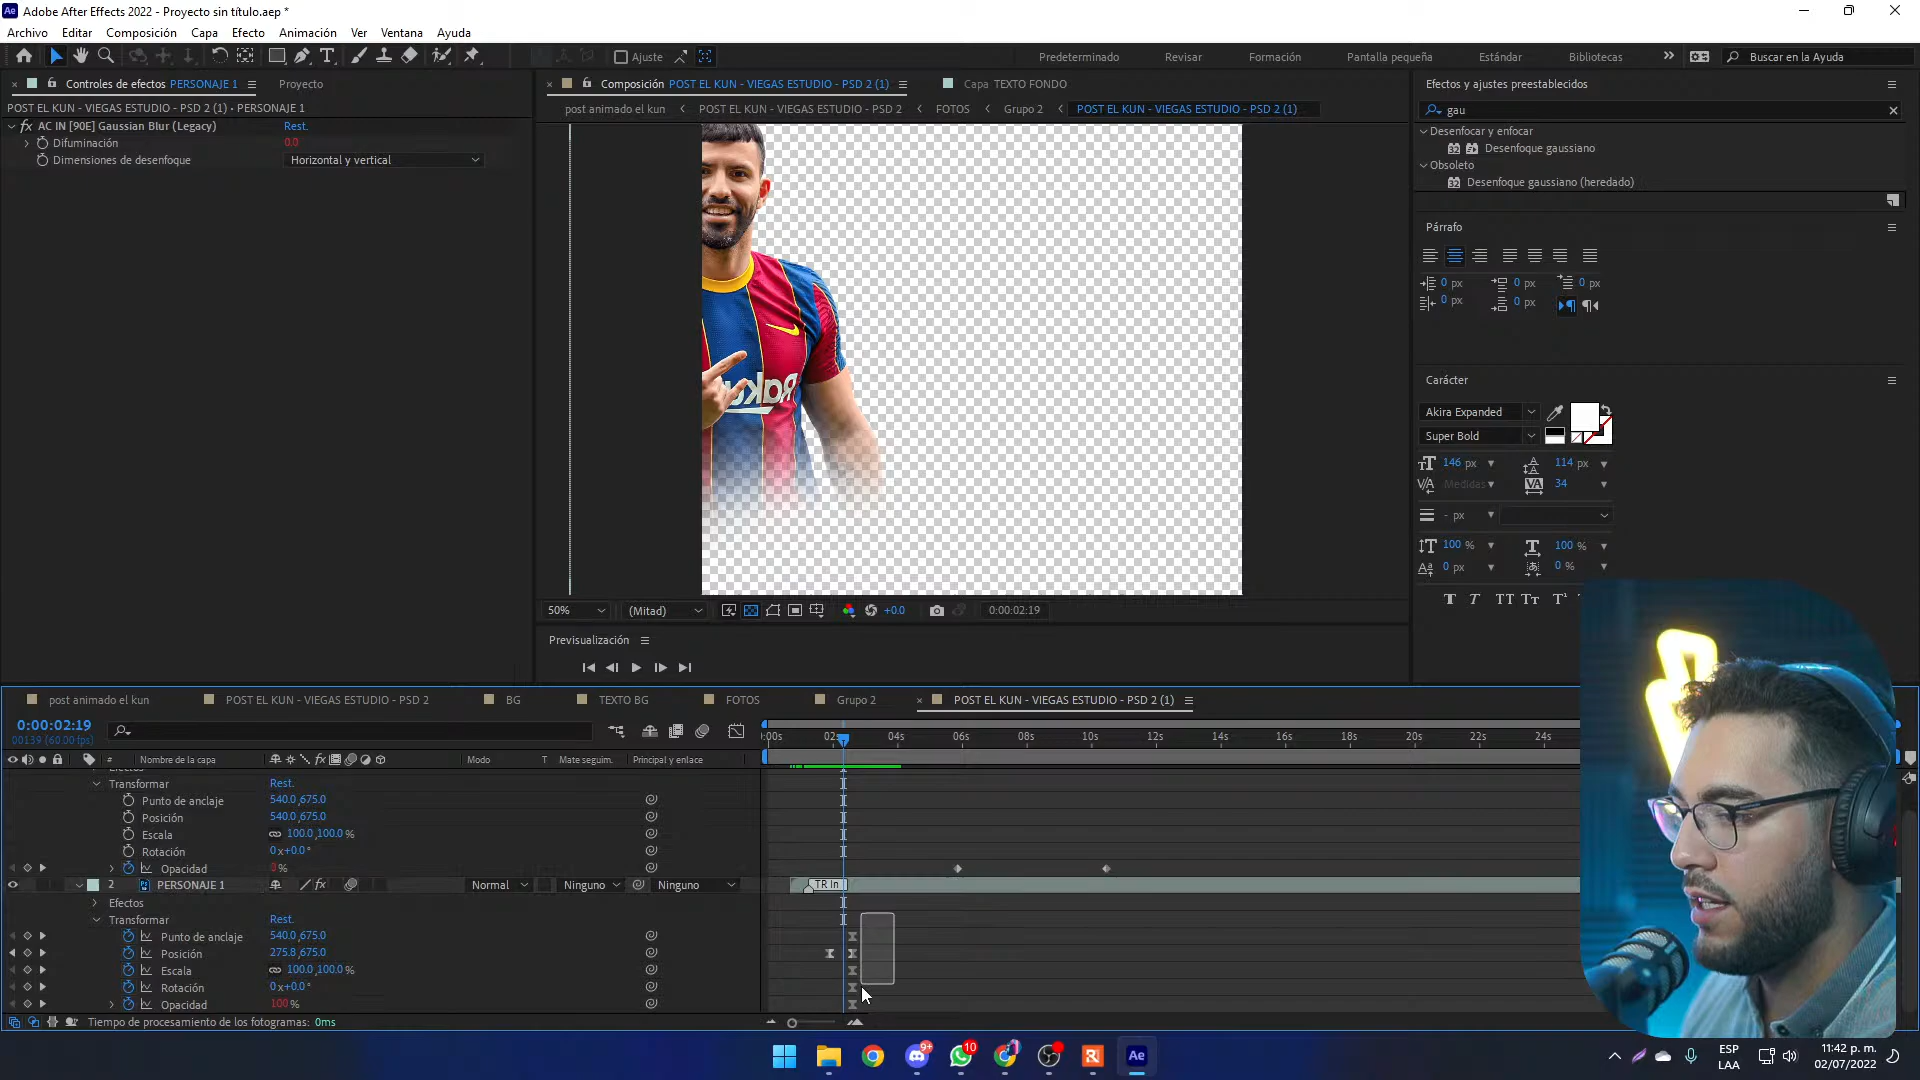 Adobe After Effects 2022 - Proyecto sin título.aep *
Archivo Editar Composición Capa Efecto Animación Ver Ventana Ayuda
Ajuste
Predeterminado Revisar Formación Pantalla pequeña Estándar Bibliotecas
Buscar en la Ayuda
Controles de efectos PERSONAJE 1
Proyecto
POST EL KUN - VIEGAS ESTUDIO - PSD 2 (1) • PERSONAJE 1
fx AC IN [90E] Gaussian Blur (Legacy) Rest.
Difuminación 0.0
Dimensiones de desenfoque Horizontal y vertical
Composición POST EL KUN - VIEGAS ESTUDIO - PSD 2 (1)
Capa TEXTO FONDO
post animado el kun POST EL KUN - VIEGAS ESTUDIO - PSD 2 FOTOS Grupo 2 POST EL KUN - VIEGAS ESTUDIO - PSD 2 (1)
50% (Mitad) +0.0 0:00:02:19
Previsualización
Efectos y ajustes preestablecidos
gau
Desenfocar y enfocar
Desenfoque gaussiano
Obsoleto
Desenfoque gaussiano (heredado)
Párrafo
0 px 0 px 0 px
0 px 0 px
Carácter
Akira Expanded
Super Bold
146 px 114 px
Medidas 34
- px
100 % 100 %
0 px 0 %
T T TT Tt T¹
post animado el kun POST EL KUN - VIEGAS ESTUDIO - PSD 2 BG TEXTO BG FOTOS Grupo 2 POST EL KUN - VIEGAS ESTUDIO - PSD 2 (1)
0:00:02:19
00139 (60.00 fps)
:00s 02s 04s 06s 08s 10s 12s 14s 16s 18s 20s 22s 24s
# Nombre de la capa Modo T Mate seguim. Principal y enlace
Transformar Rest.
Punto de anclaje 540.0,675.0
Posición 540.0,675.0
Escala 100.0,100.0 %
Rotación 0x+0.0°
Opacidad 0 %
2 PERSONAJE 1 Normal Ninguno Ninguno TR In
Efectos
Transformar Rest.
Punto de anclaje 540.0,675.0
Posición 275.8,675.0
Escala 100.0,100.0 %
Rotación 0x+0.0°
Opacidad 100 %
Tiempo de procesamiento de los fotogramas: 0ms
9+ 10
Ae
ESP
LAA
11:42 p. m.
02/07/2022